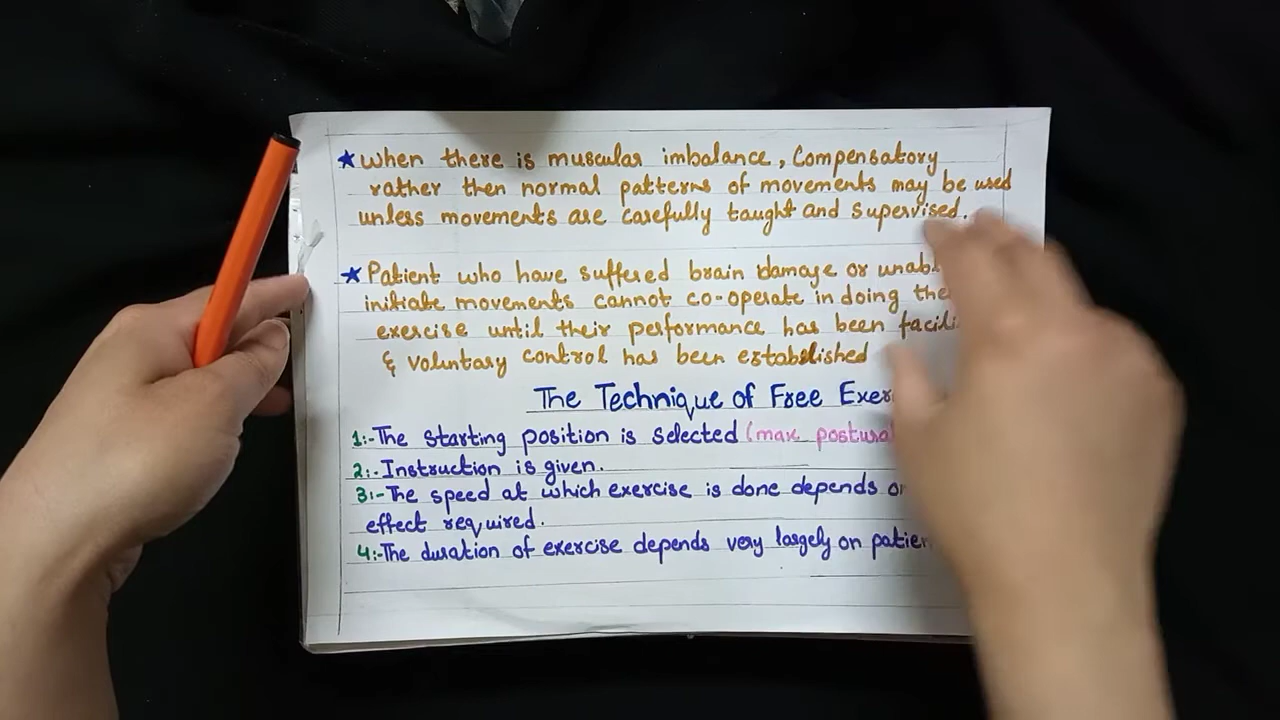 ★ When there is muscular imbalance, Compensatory
rather then normal patterns of movements may be used
unless movements are carefully taught and supervised.
★ Patient who have suffered brain damage or
initiate movements cannot co-operate in doing
exercise until their performance has been
& voluntary control has been established
The Technique of Free
1:- The starting position is selected (max.
2:- Instruction is given.
3:- The speed at which exercise is done depends
effect required.
4:- The duration of exercise depends very largely on